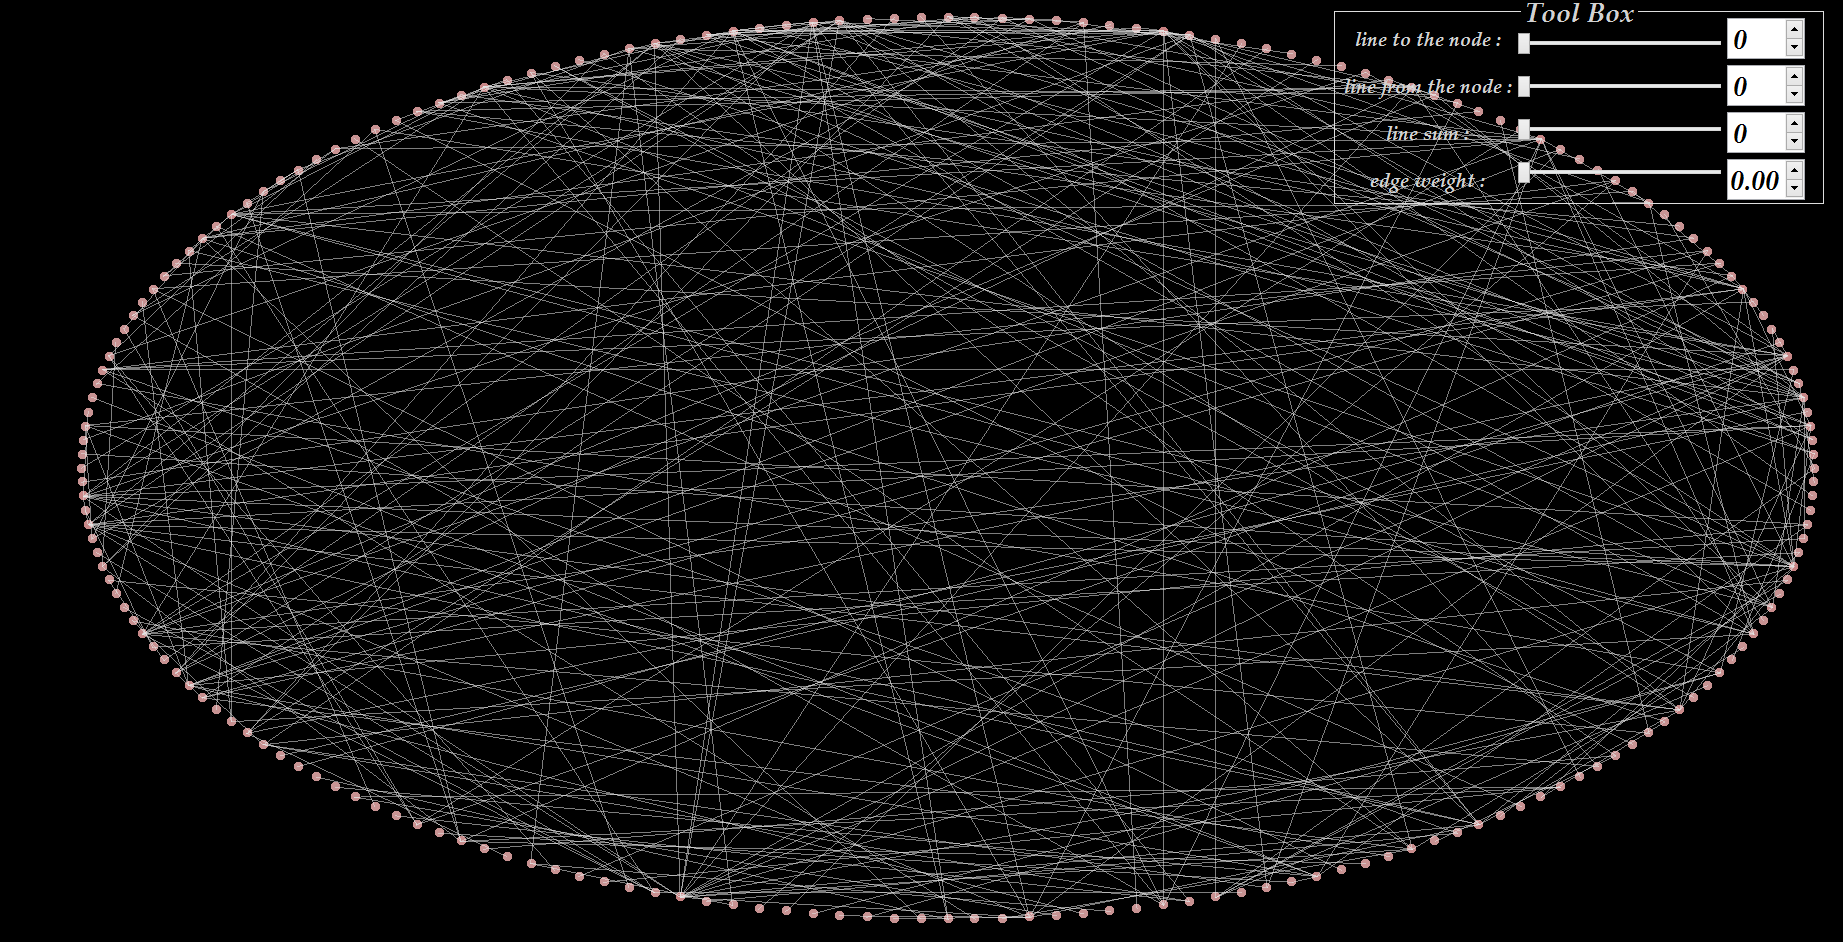 Tool Box
line to the node : 0
line from the node : 0
line sum : 0
edge weight : 0.00